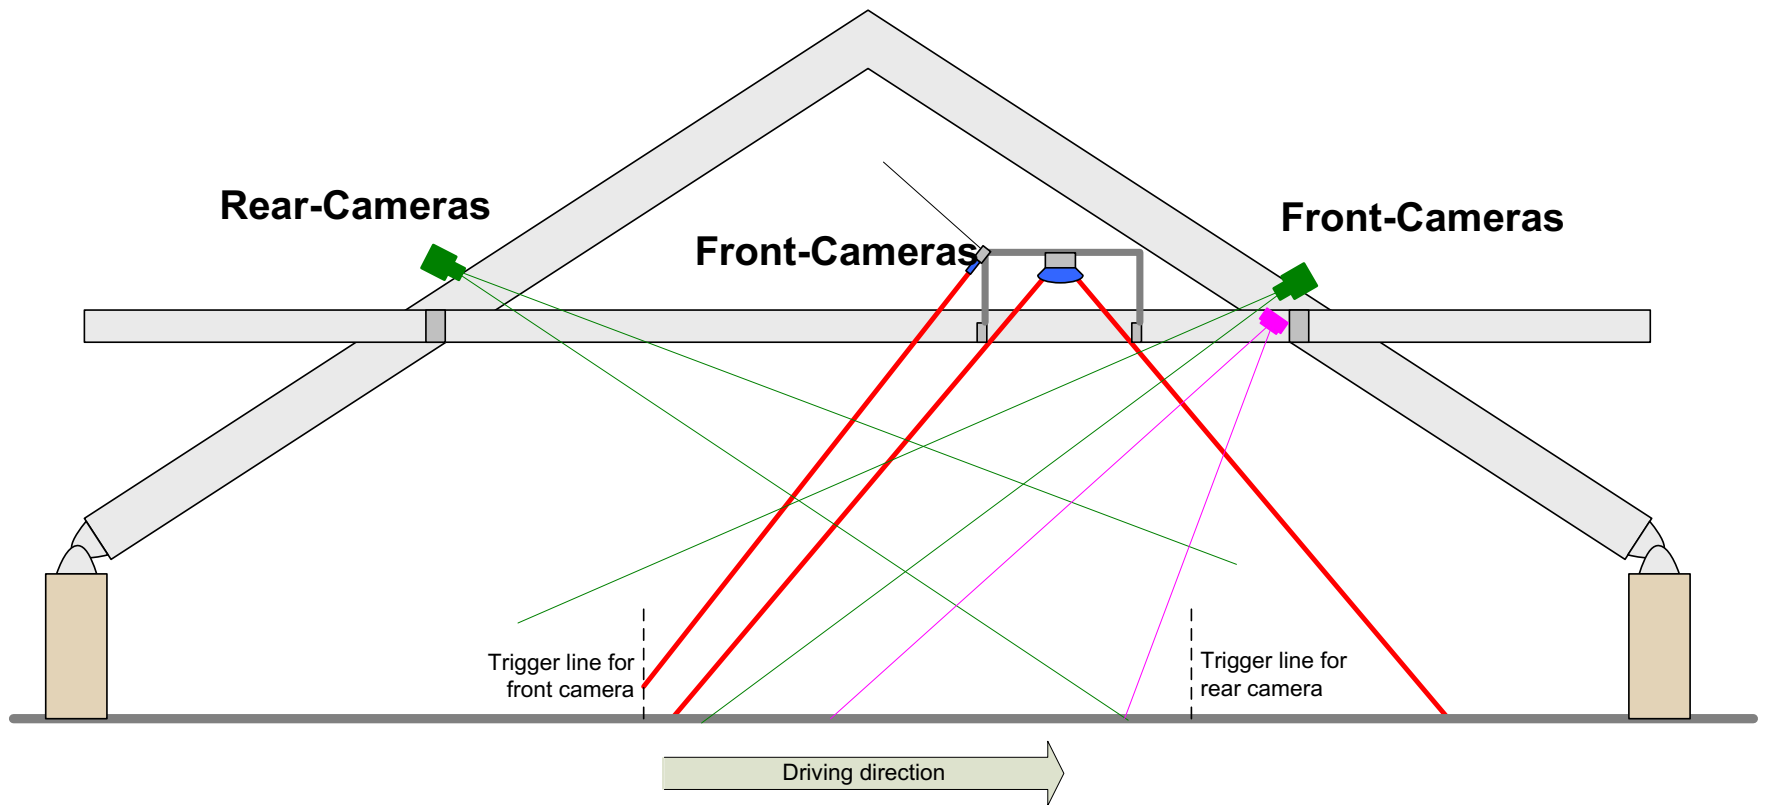 Rear-Cameras
Front-Cameras
Front-Cameras
Trigger line for
front camera
Trigger line for
rear camera
Driving direction